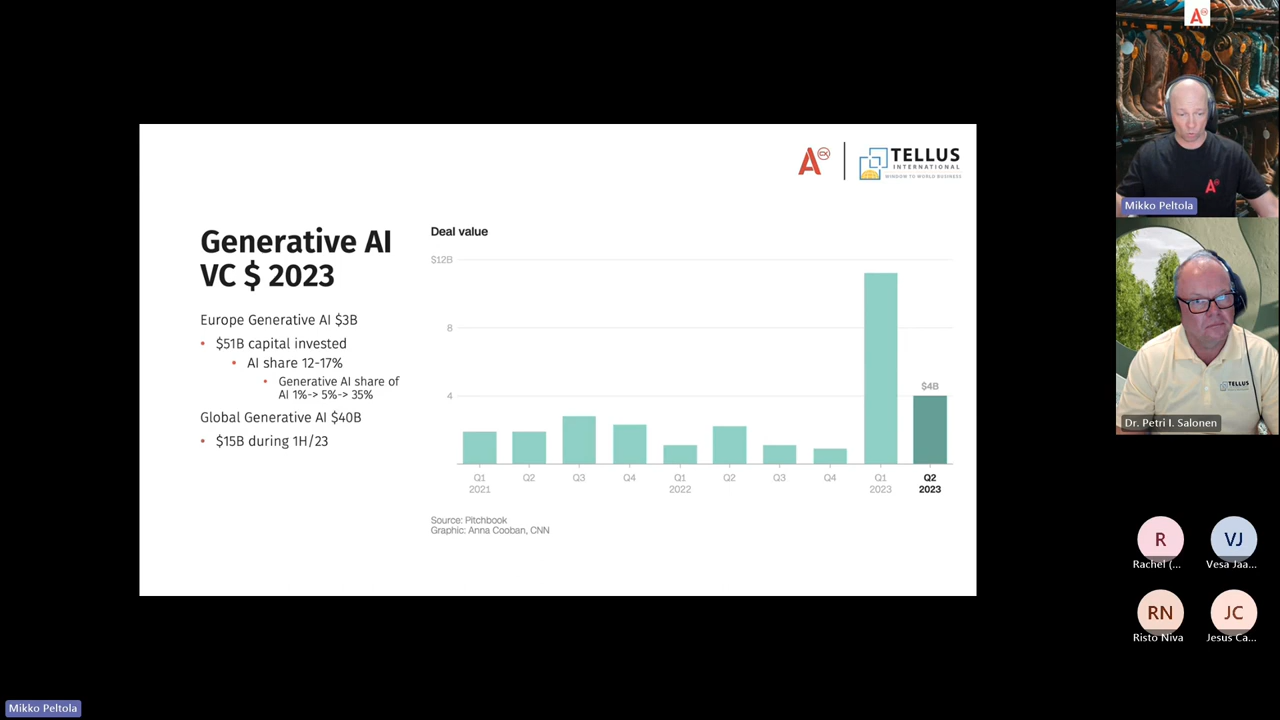 A CX
TELLUS
INTERNATIONAL
WINDOW TO WORLD BUSINESS
Generative AI
VC $ 2023
Europe Generative AI $3B
• $51B capital invested
• AI share 12-17%
• Generative AI share of
AI 1%-> 5%-> 35%
Global Generative AI $40B
• $15B during 1H/23
Deal value
$12B
8
4
$4B
Q1 Q2 Q3 Q4 Q1 Q2 Q3 Q4 Q1 Q2
2021 2022 2023 2023
Source: Pitchbook
Graphic: Anna Cooban, CNN
A
A
Mikko Peltola
TELLUS
Dr. Petri I. Salonen
R VJ
Rachel (... Vesa Jaa...
RN JC
Risto Niva Jesus Ca...
Mikko Peltola